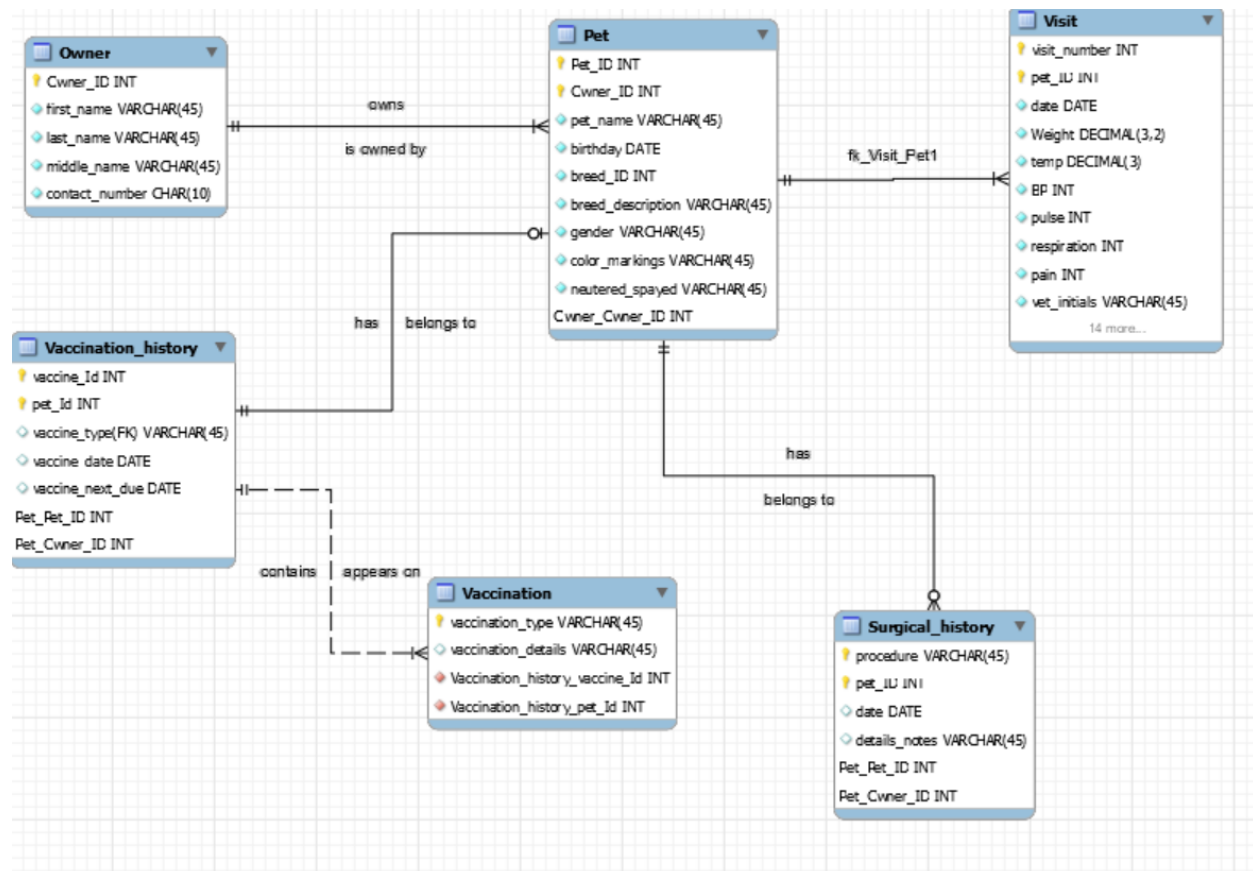 Owner
Owner_ID INT
first_name VARCHAR(45)
last_name VARCHAR(45)
middle_name VARCHAR(45)
contact_number CHAR(10)
owns
is owned by
Pet
Pet_ID INT
Owner_ID INT
pet_name VARCHAR(45)
birthday DATE
breed_ID INT
breed_description VARCHAR(45)
gender VARCHAR(45)
color_markings VARCHAR(45)
neutered_spayed VARCHAR(45)
Owner_Owner_ID INT
fk_Visit_Pet1
Visit
visit_number INT
pet_ID INT
date DATE
Weight DECIMAL(3,2)
temp DECIMAL(3)
BP INT
pulse INT
respiration INT
pain INT
vet_initials VARCHAR(45)
14 more...
has
belongs to
Vaccination_history
vaccine_Id INT
pet_Id INT
vaccine_type(FK) VARCHAR(45)
vaccine date DATE
vaccine_next_due DATE
Pet_Pet_ID INT
Pet_Owner_ID INT
contains
appears on
Vaccination
vaccination_type VARCHAR(45)
vaccination_details VARCHAR(45)
Vaccination_history_vaccine_Id INT
Vaccination_history_pet_Id INT
has
belongs to
Surgical_history
procedure VARCHAR(45)
pet_ID INT
date DATE
details_notes VARCHAR(45)
Pet_Pet_ID INT
Pet_Owner_ID INT